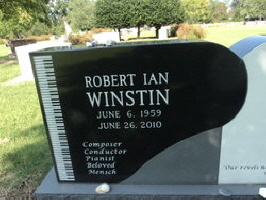 ROBERT IAN
WINSTIN
JUNE 6, 1959
JUNE 26, 2010
Composer
Conductor
Pianist
Beloved
Mensch